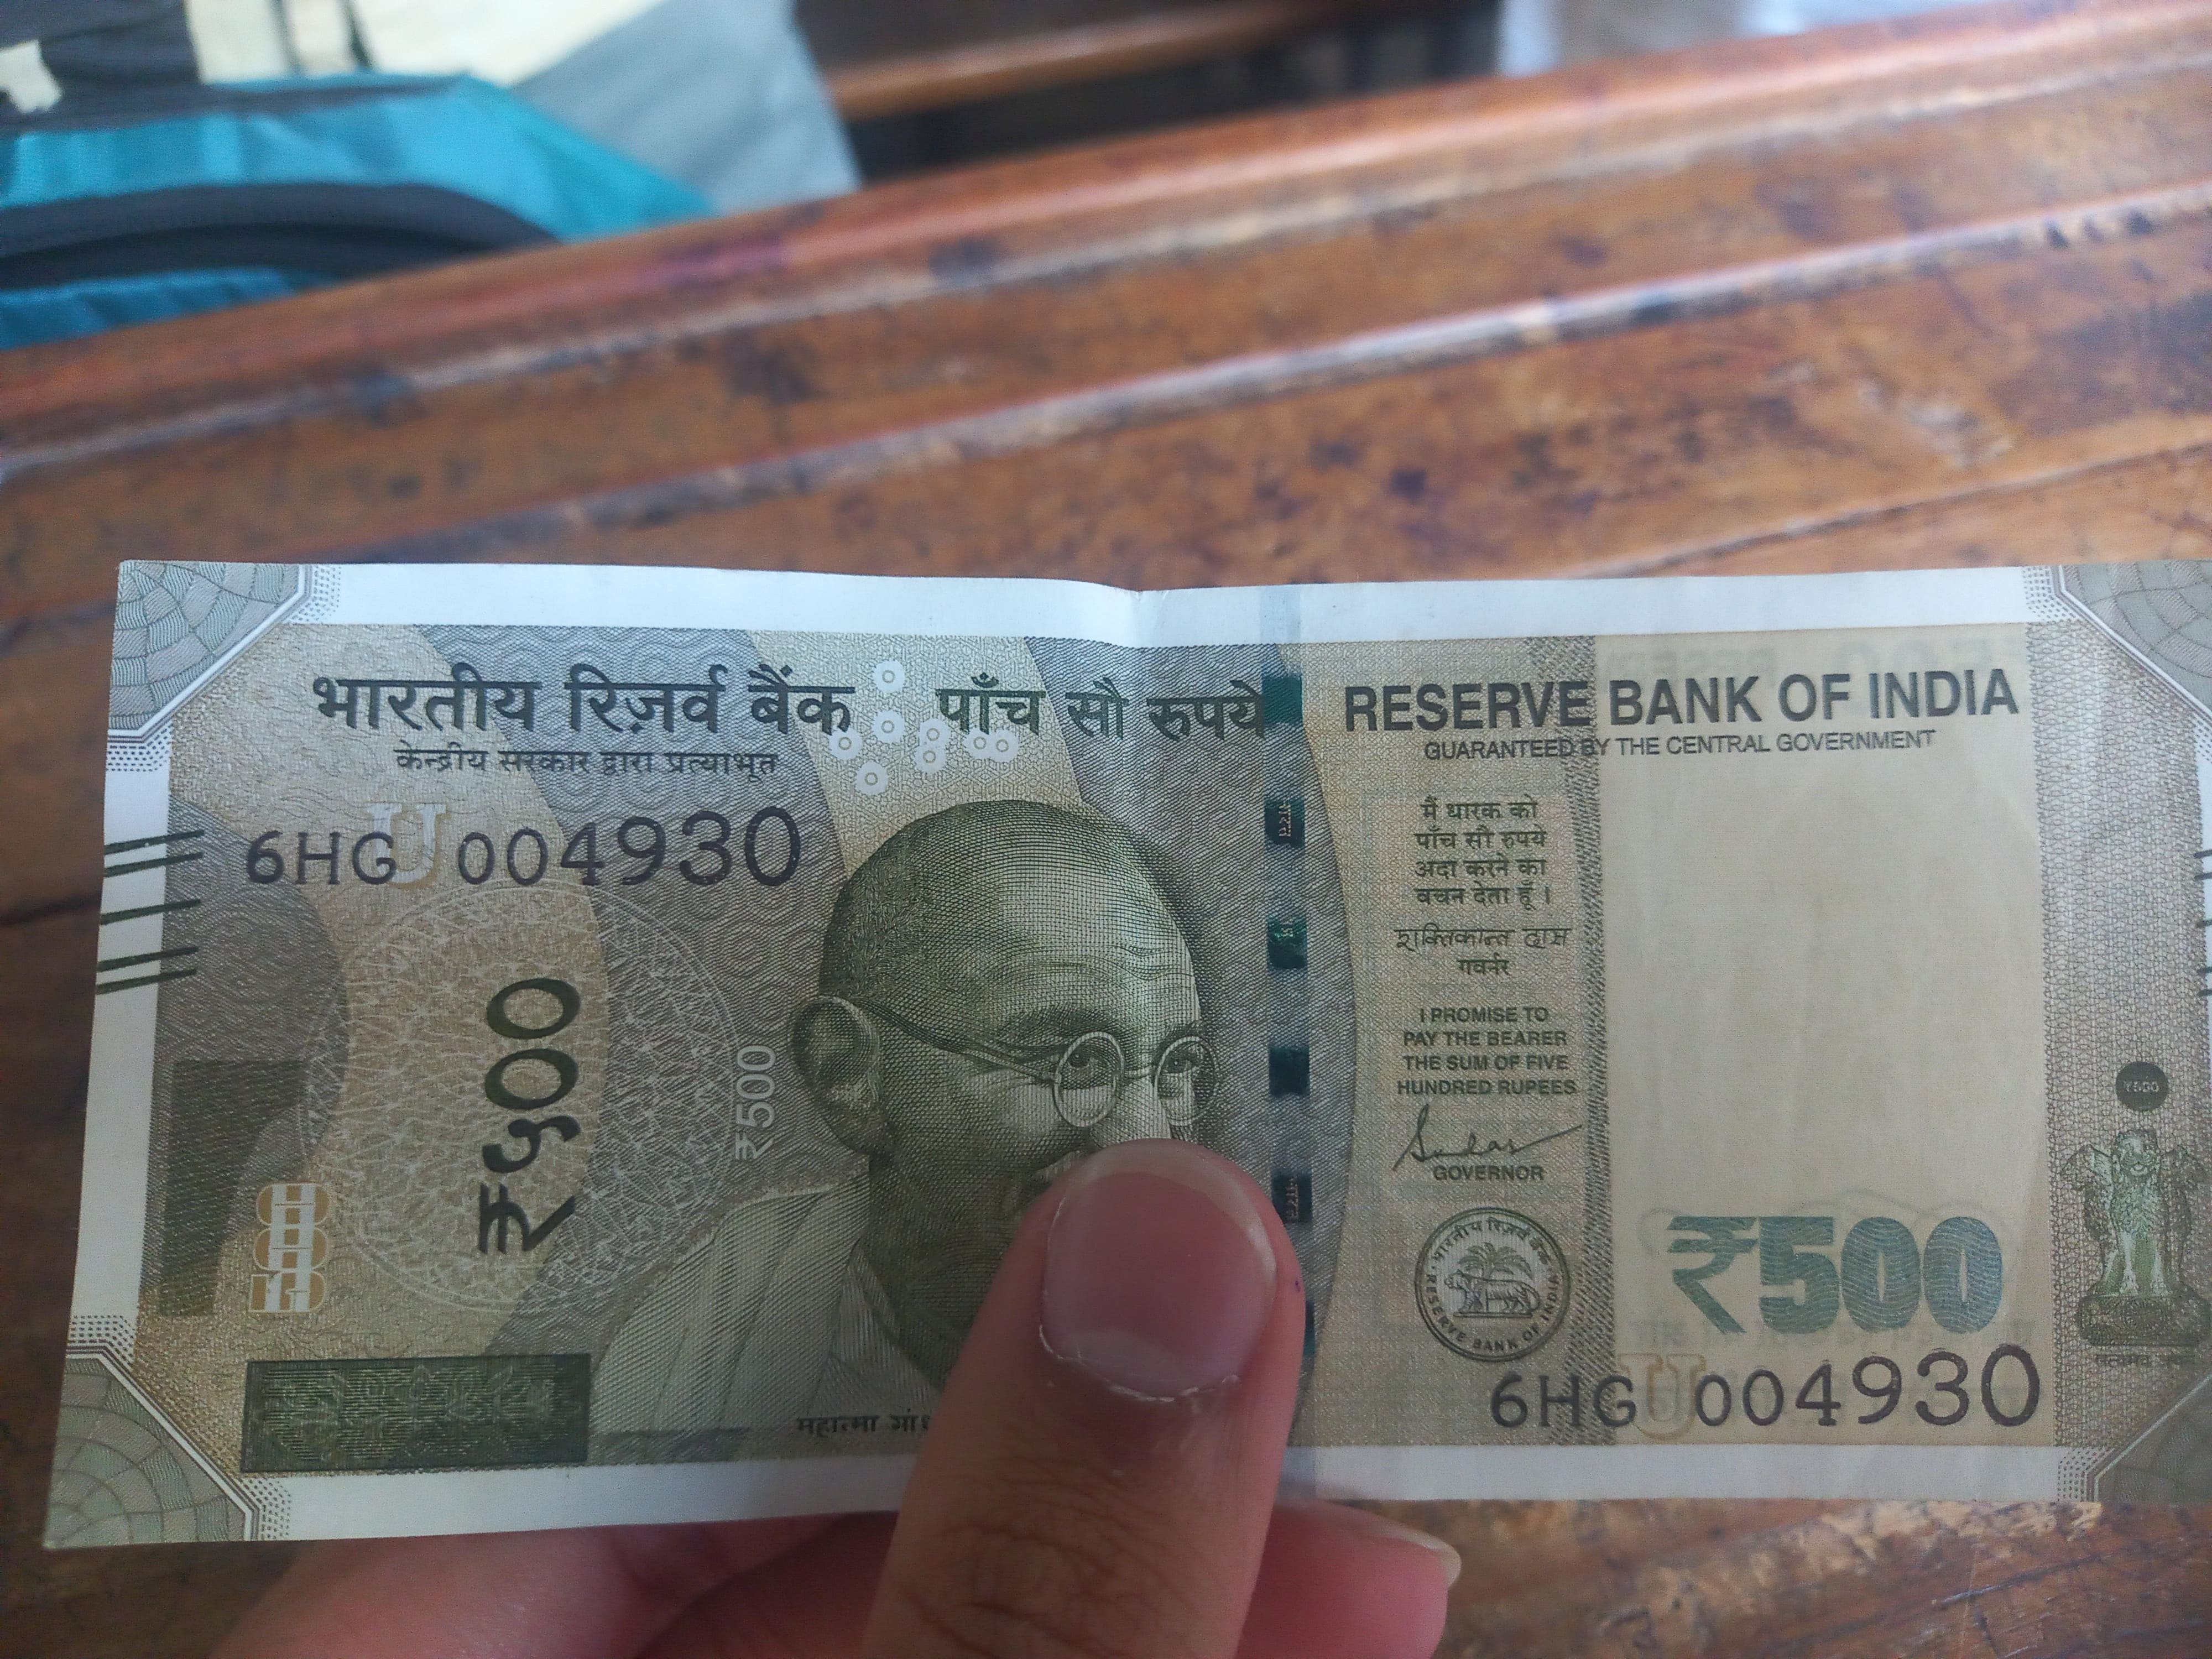 भारतीय रिज़र्व बैंक
केन्द्रीय सरकार द्वारा प्रत्याभूत
पाँच सौ रुपये
RESERVE BANK OF INDIA
GUARANTEED BY THE CENTRAL GOVERNMENT
U
6HG 004930
₹५००
₹500
मैं धारक को
पाँच सौ रुपये
अदा करने का
वचन देता हूँ ।
शक्तिकान्त दास
गवर्नर
I PROMISE TO
PAY THE BEARER
THE SUM OF FIVE
HUNDRED RUPEES
GOVERNOR
भारतीय रिज़र्व बैंक
RESERVE BANK OF INDIA
₹500
₹500
U
6HG 004930
महात्मा